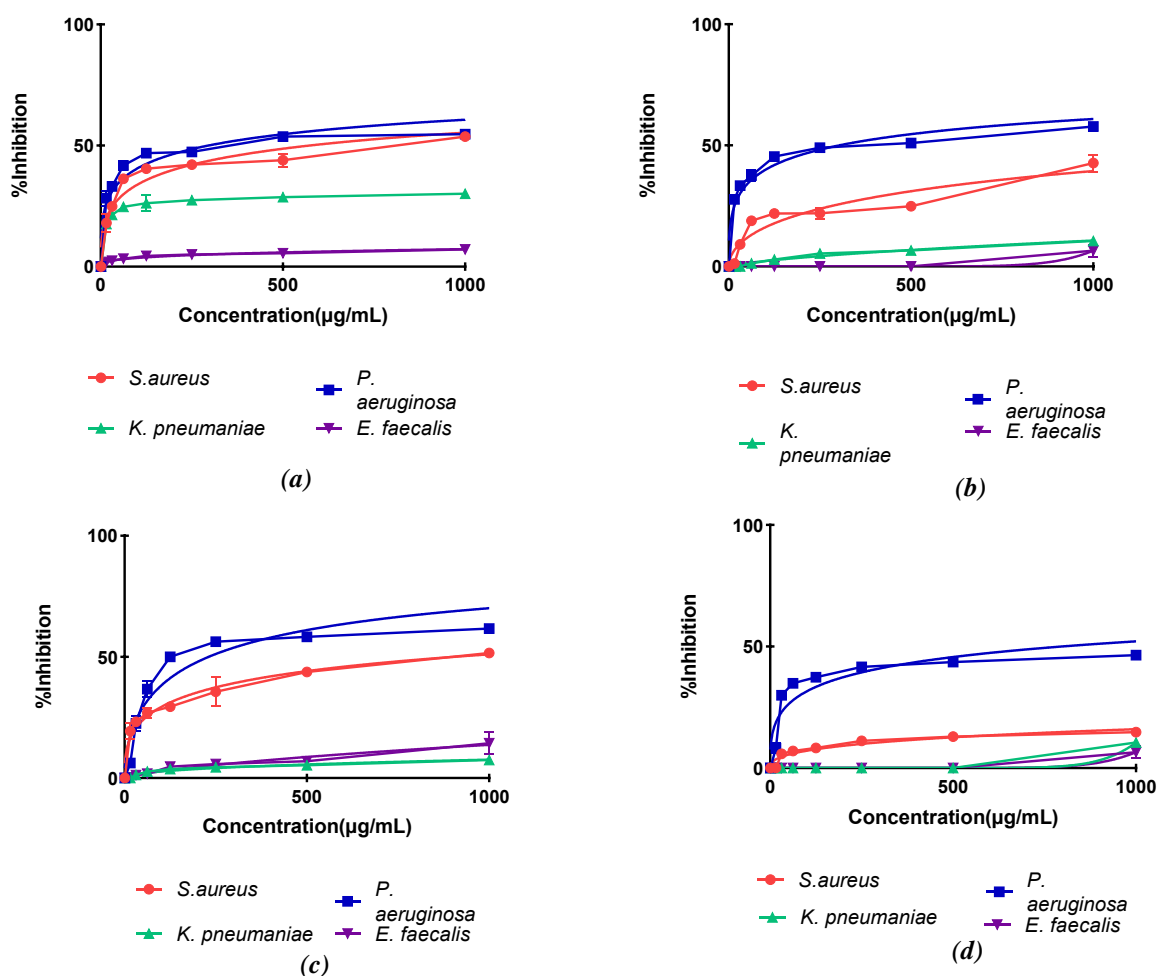 100
50
0
%Inhibition
0
500
1000
Concentration(µg/mL)
S.aureus
P.
aeruginosa
K. pneumaniae
E. faecalis
(a)
100
50
0
%Inhibition
0
500
1000
Concentration(µg/mL)
S.aureus
P.
aeruginosa
K.
pneumaniae
E. faecalis
(b)
100
50
0
%Inhibition
0
500
1000
Concentration(µg/mL)
S.aureus
P.
aeruginosa
K. pneumaniae
E. faecalis
(c)
100
50
0
%Inhibition
0
500
1000
Concentration(µg/mL)
S.aureus
P.
aeruginosa
K. pneumaniae
E. faecalis
(d)